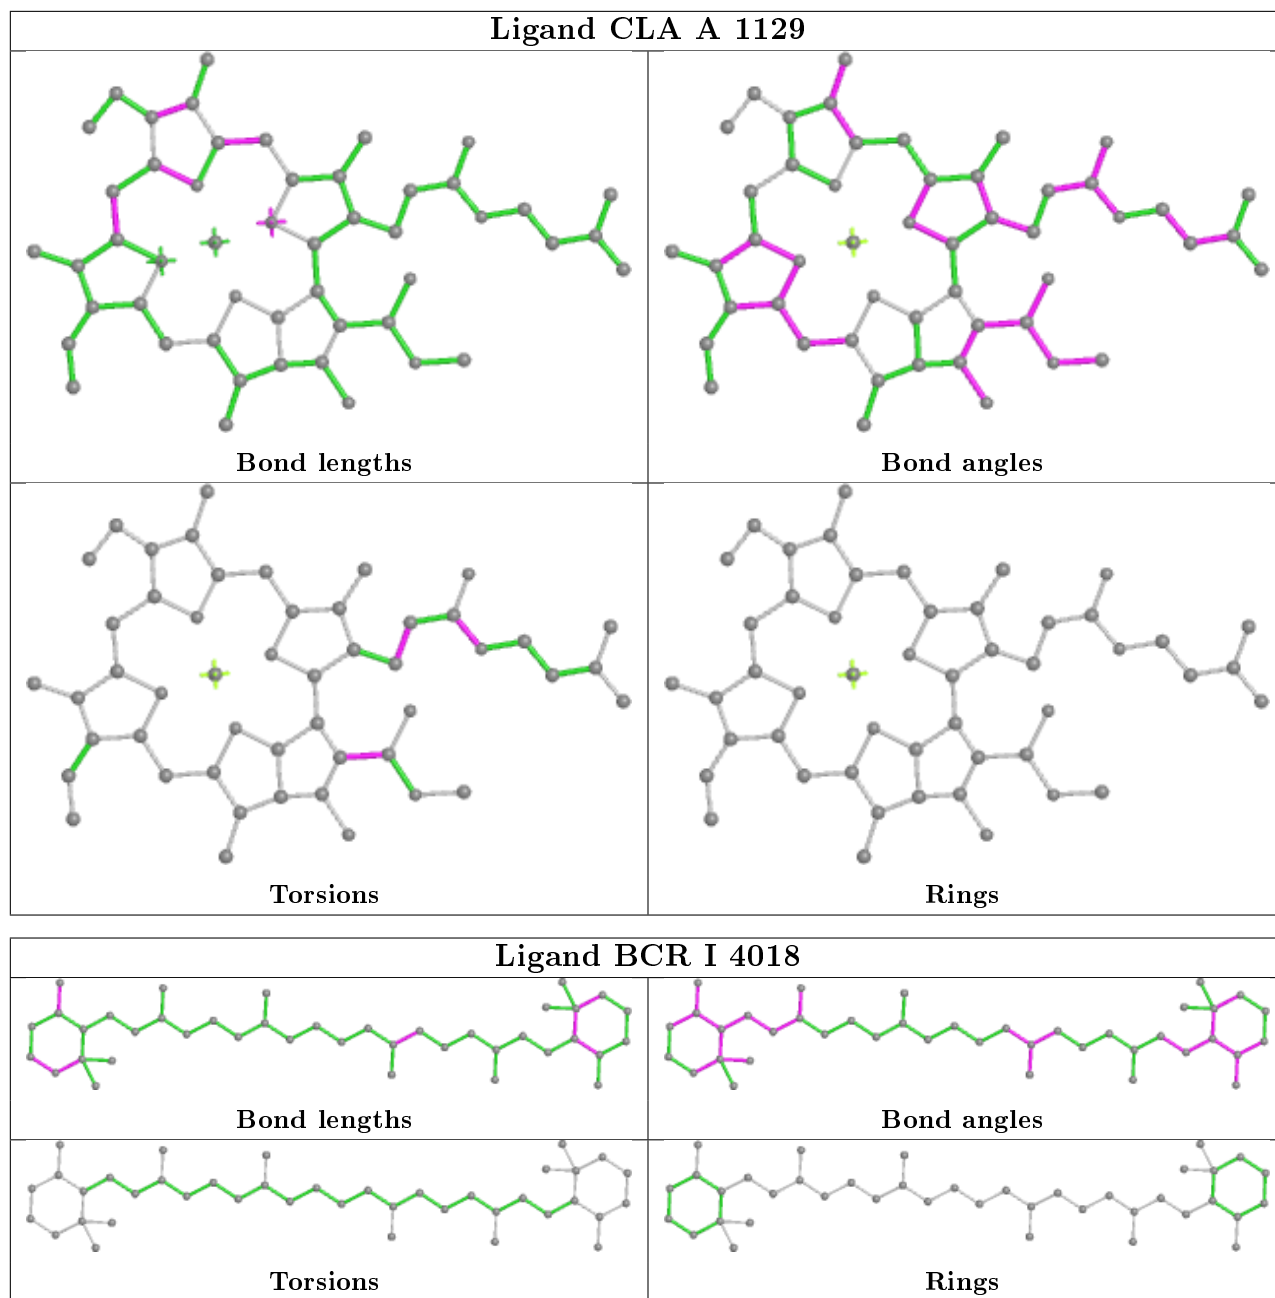 Ligand CLA A 1129
Bond lengths
Bond angles
Torsions
Rings
Ligand BCR I 4018
Bond lengths
Bond angles
Torsions
Rings